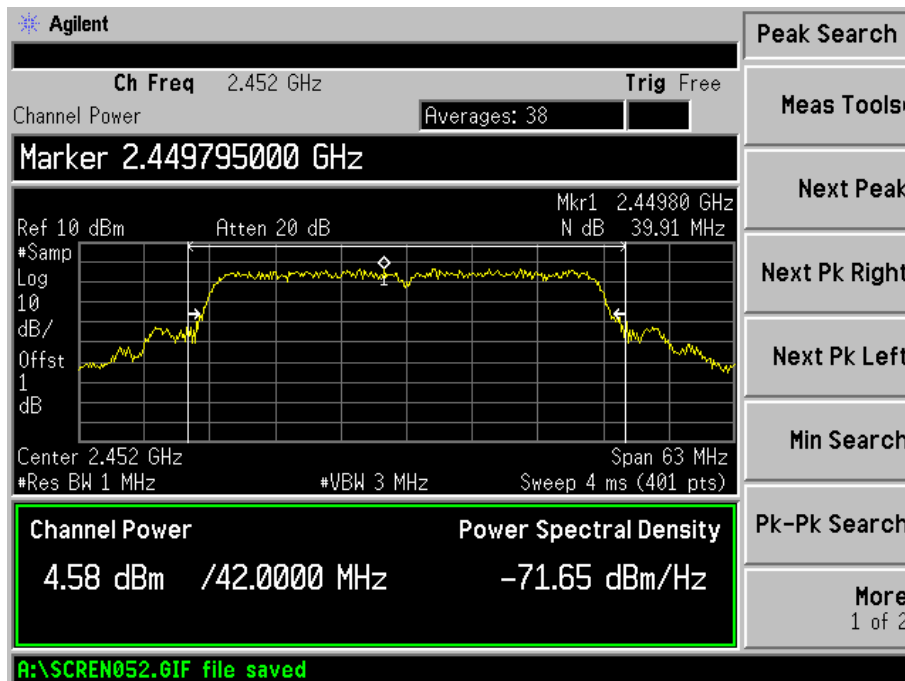 Agilent
Peak Search
Ch Freq 2.452 GHz Trig Free
Channel Power Averages: 38
Meas Tools
Marker 2.449795000 GHz
Next Peak
Mkr1 2.44980 GHz
Ref 10 dBm Atten 20 dB N dB 39.91 MHz
#Samp
Log
10
dB/
Offst
1
dB
1
Next Pk Right
Next Pk Left
Center 2.452 GHz Span 63 MHz
#Res BW 1 MHz #VBW 3 MHz Sweep 4 ms (401 pts)
Min Search
Channel Power Power Spectral Density
4.58 dBm /42.0000 MHz -71.65 dBm/Hz
Pk-Pk Search
More
1 of 2
A:\SCREN052.GIF file saved